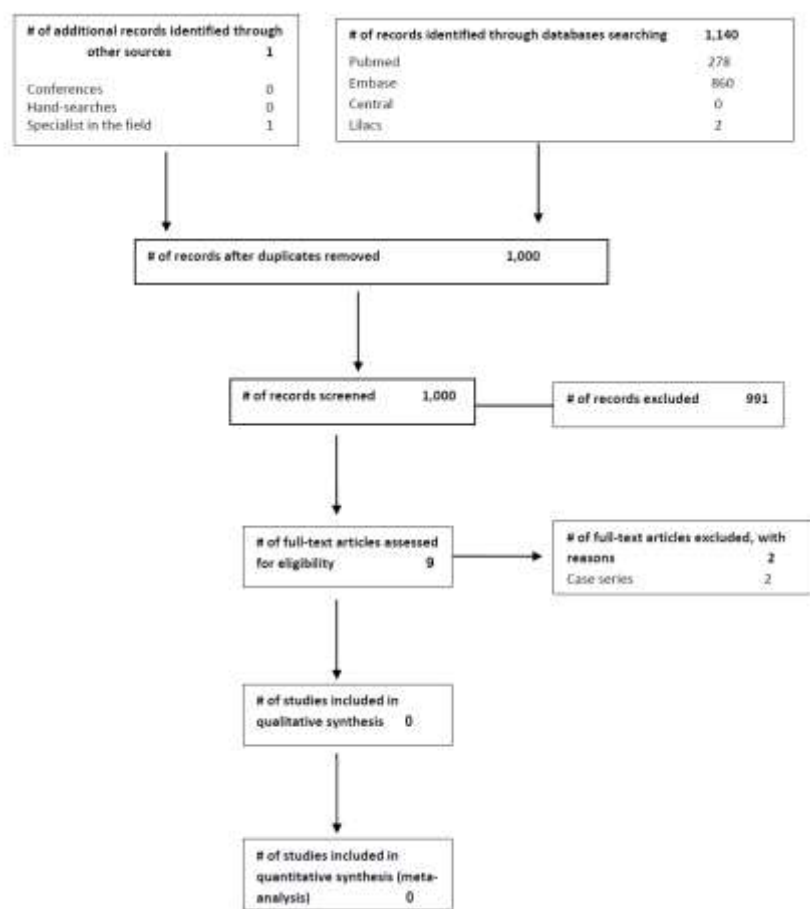 # of additional records identified through
other sources 1
Conferences 0
Hand-searches 0
Specialist in the field 1
# of records identified through databases searching 1,140
Pubmed 278
Embase 860
Central 0
Lilacs 2
# of records after duplicates removed 1,000
# of records screened 1,000
# of records excluded 991
# of full-text articles assessed
for eligibility 9
# of full-text articles excluded, with
reasons 2
Case series 2
# of studies included in
qualitative synthesis 0
# of studies included in
quantitative synthesis (meta-
analysis) 0